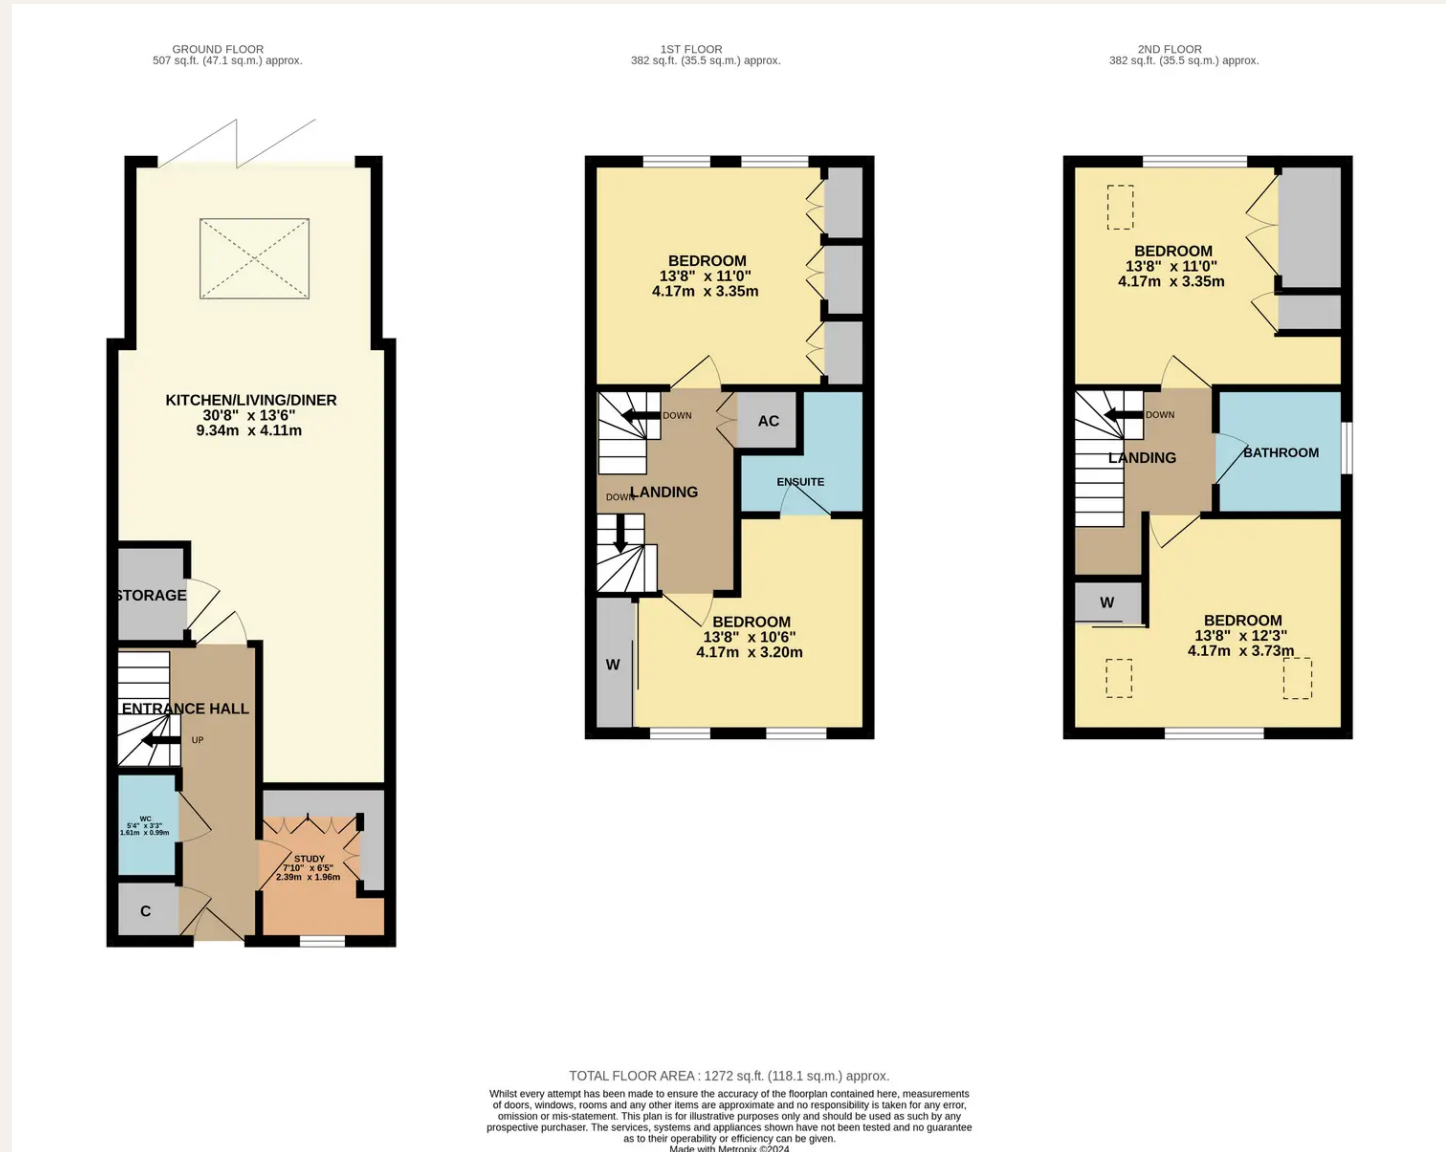 GROUND FLOOR
507 sq.ft. (47.1 sq.m.) approx.
1ST FLOOR
382 sq.ft. (35.5 sq.m.) approx.
2ND FLOOR
382 sq.ft. (35.5 sq.m.) approx.
KITCHEN/LIVING/DINER
30'8" x 13'6"
9.34m x 4.11m
STORAGE
ENTRANCE HALL
UP
WC
5'4" x 3'3"
1.61m x 0.99m
STUDY
7'10" x 6'5"
2.39m x 1.96m
C
BEDROOM
13'8" x 11'0"
4.17m x 3.35m
DOWN
AC
ENSUITE
LANDING
DOWN
BEDROOM
13'8" x 10'6"
4.17m x 3.20m
W
BEDROOM
13'8" x 11'0"
4.17m x 3.35m
DOWN
LANDING
BATHROOM
W
BEDROOM
13'8" x 12'3"
4.17m x 3.73m
TOTAL FLOOR AREA : 1272 sq.ft. (118.1 sq.m.) approx.
Whilst every attempt has been made to ensure the accuracy of the floorplan contained here, measurements
of doors, windows, rooms and any other items are approximate and no responsibility is taken for any error,
omission or mis-statement. This plan is for illustrative purposes only and should be used as such by any
prospective purchaser. The services, systems and appliances shown have not been tested and no guarantee
as to their operability or efficiency can be given.
Made with Metropix ©2024